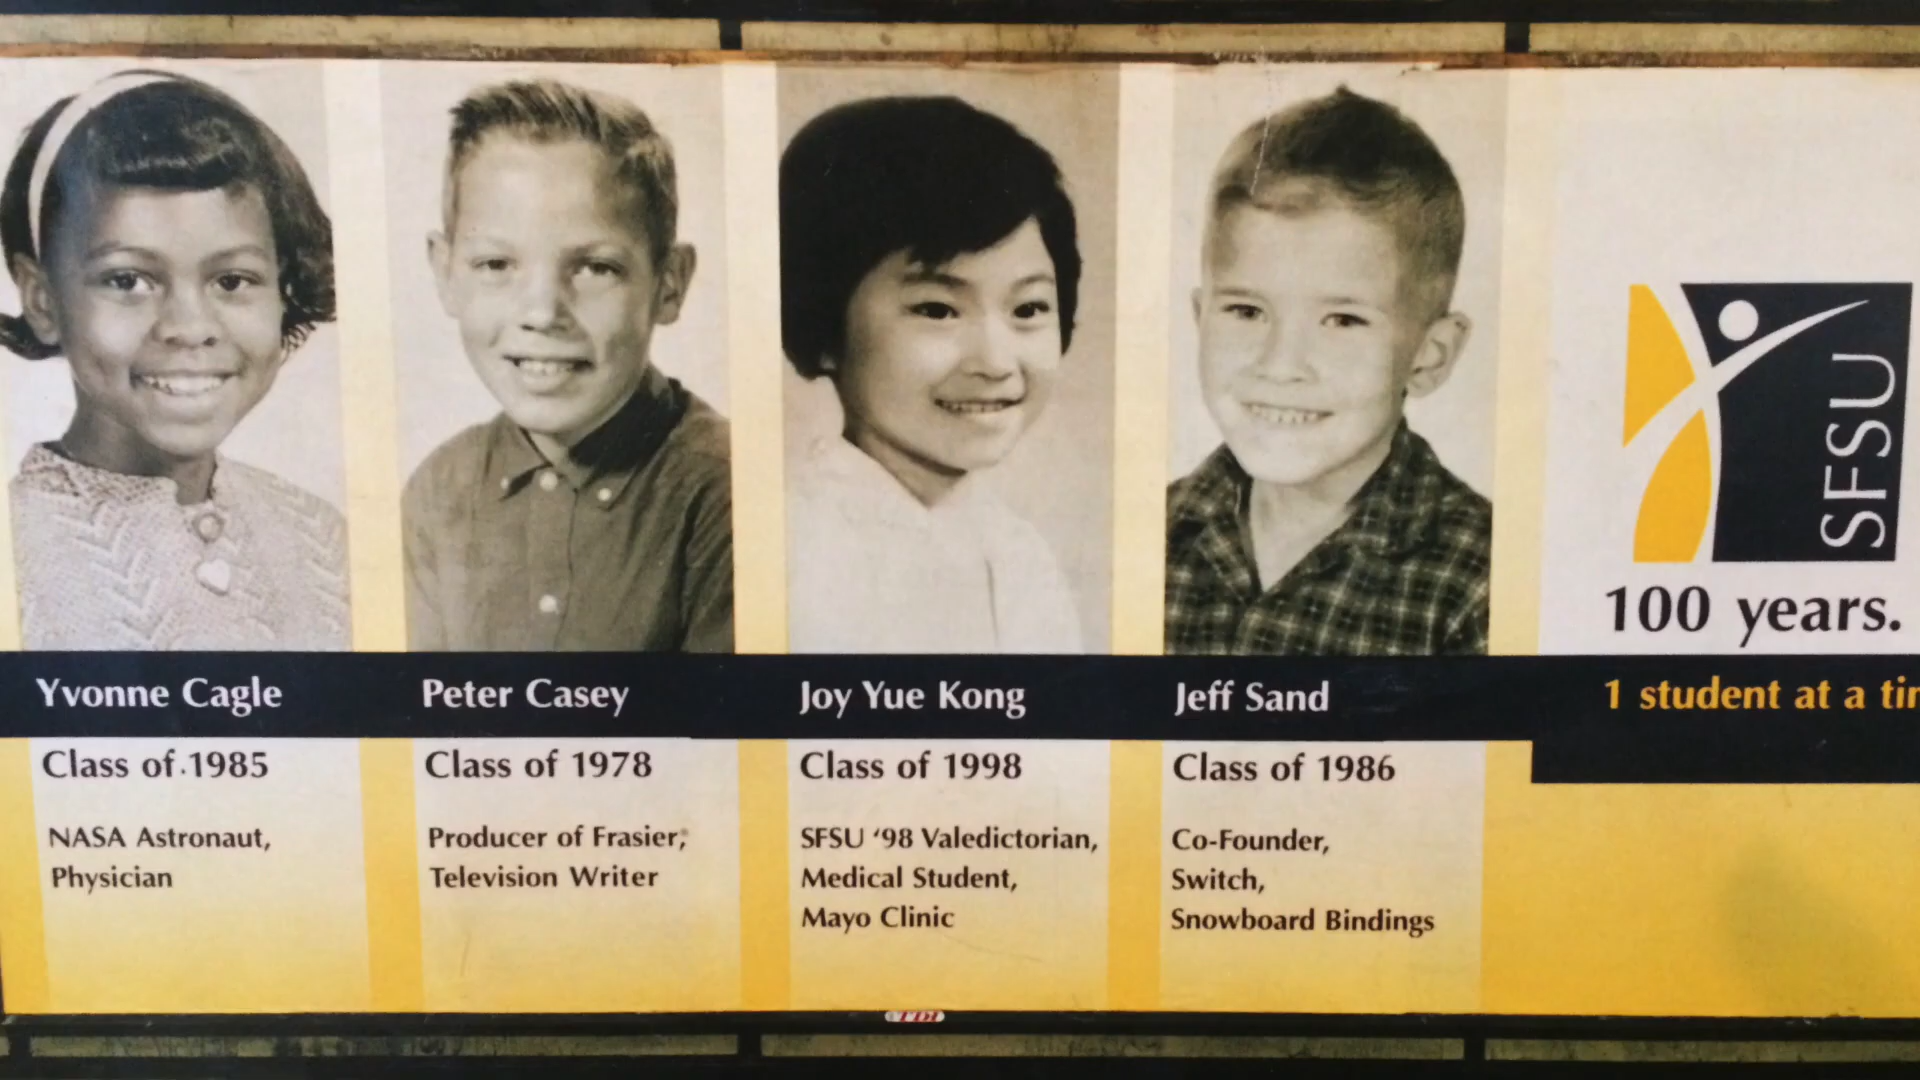 Yvonne Cagle
Class of 1985
NASA Astronaut,
Physician
Peter Casey
Class of 1978
Producer of Frasier,
Television Writer
Joy Yue Kong
Class of 1998
SFSU ‘98 Valedictorian,
Medical Student,
Mayo Clinic
Jeff Sand
Class of 1986
Co-Founder,
Switch,
Snowboard Bindings
SFSU
100 years.
1 student at a tim
TDI